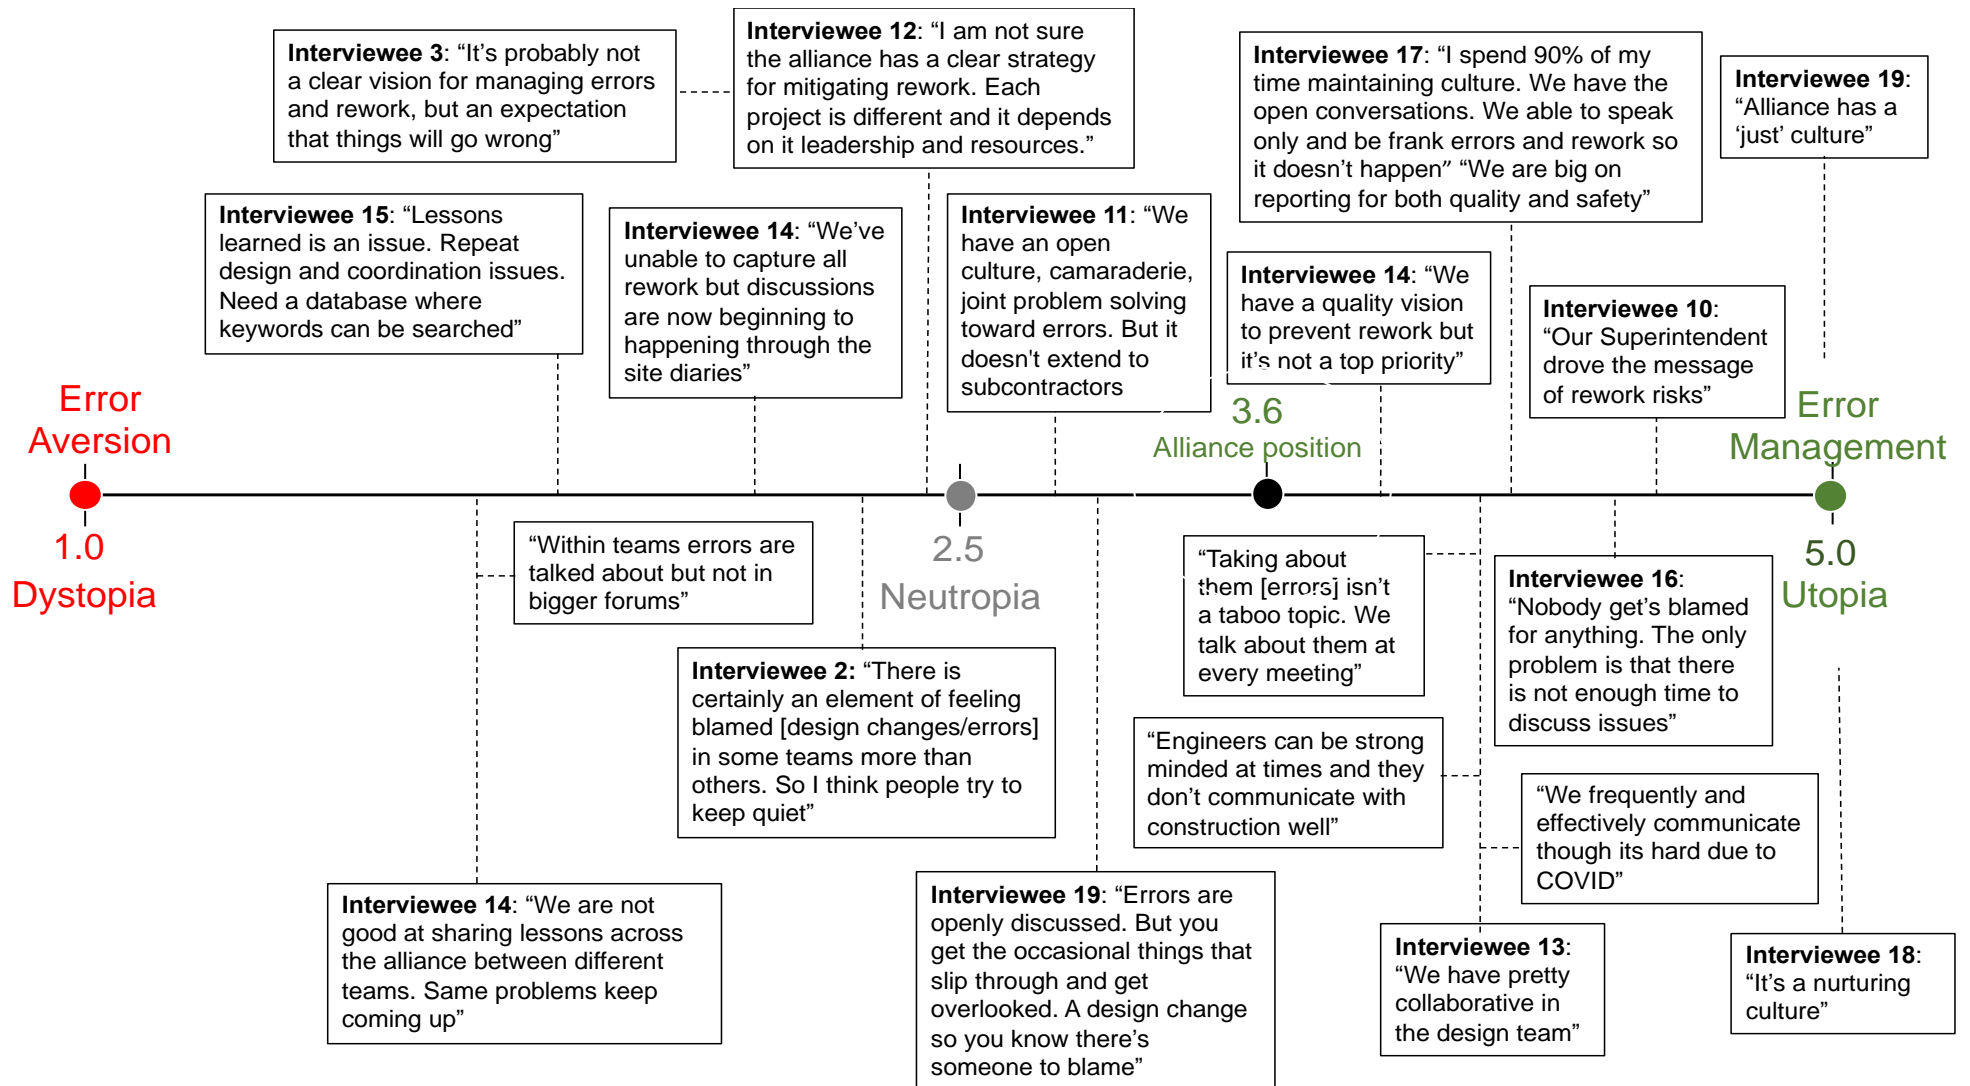 Interviewee 3: “It’s probably not
a clear vision for managing errors
and rework, but an expectation
that things will go wrong”
Interviewee 12: “I am not sure
the alliance has a clear strategy
for mitigating rework. Each
project is different and it depends
on it leadership and resources.”
Interviewee 17: “I spend 90% of my
time maintaining culture. We have the
open conversations. We able to speak
only and be frank errors and rework so
it doesn’t happen” “We are big on
reporting for both quality and safety”
Interviewee 19:
“Alliance has a
‘just’ culture”
Interviewee 15: “Lessons
learned is an issue. Repeat
design and coordination issues.
Need a database where
keywords can be searched”
Interviewee 14: “We’ve
unable to capture all
rework but discussions
are now beginning to
happening through the
site diaries”
Interviewee 11: “We
have an open
culture, camaraderie,
joint problem solving
toward errors. But it
doesn't extend to
subcontractors
Interviewee 14: “We
have a quality vision
to prevent rework but
it’s not a top priority”
Interviewee 10:
“Our Superintendent
drove the message
of rework risks”
Error
Aversion
3.6
Alliance position
Error
Management
1.0
Dystopia
2.5
Neutropia
5.0
Utopia
“Within teams errors are
talked about but not in
bigger forums”
“Taking about
them [errors] isn’t
a taboo topic. We
talk about them at
every meeting”
Interviewee 16:
“Nobody get’s blamed
for anything. The only
problem is that there
is not enough time to
discuss issues”
Interviewee 2: “There is
certainly an element of feeling
blamed [design changes/errors]
in some teams more than
others. So I think people try to
keep quiet”
“Engineers can be strong
minded at times and they
don’t communicate with
construction well”
“We frequently and
effectively communicate
though its hard due to
COVID”
Interviewee 14: “We are not
good at sharing lessons across
the alliance between different
teams. Same problems keep
coming up”
Interviewee 19: “Errors are
openly discussed. But you
get the occasional things that
slip through and get
overlooked. A design change
so you know there’s
someone to blame”
Interviewee 13:
“We have pretty
collaborative in
the design team”
Interviewee 18:
“It’s a nurturing
culture”